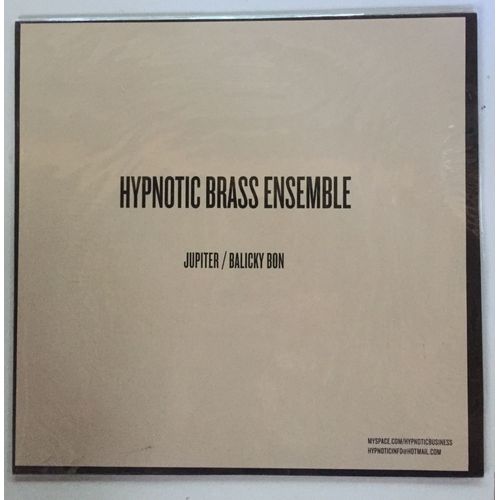 HYPNOTIC BRASS ENSEMBLE
JUPITER / BALICKY BON
MYSPACE.COM/HYPNOTICBUSINESS
HYPNOTICINFO@HOTMAIL.COM